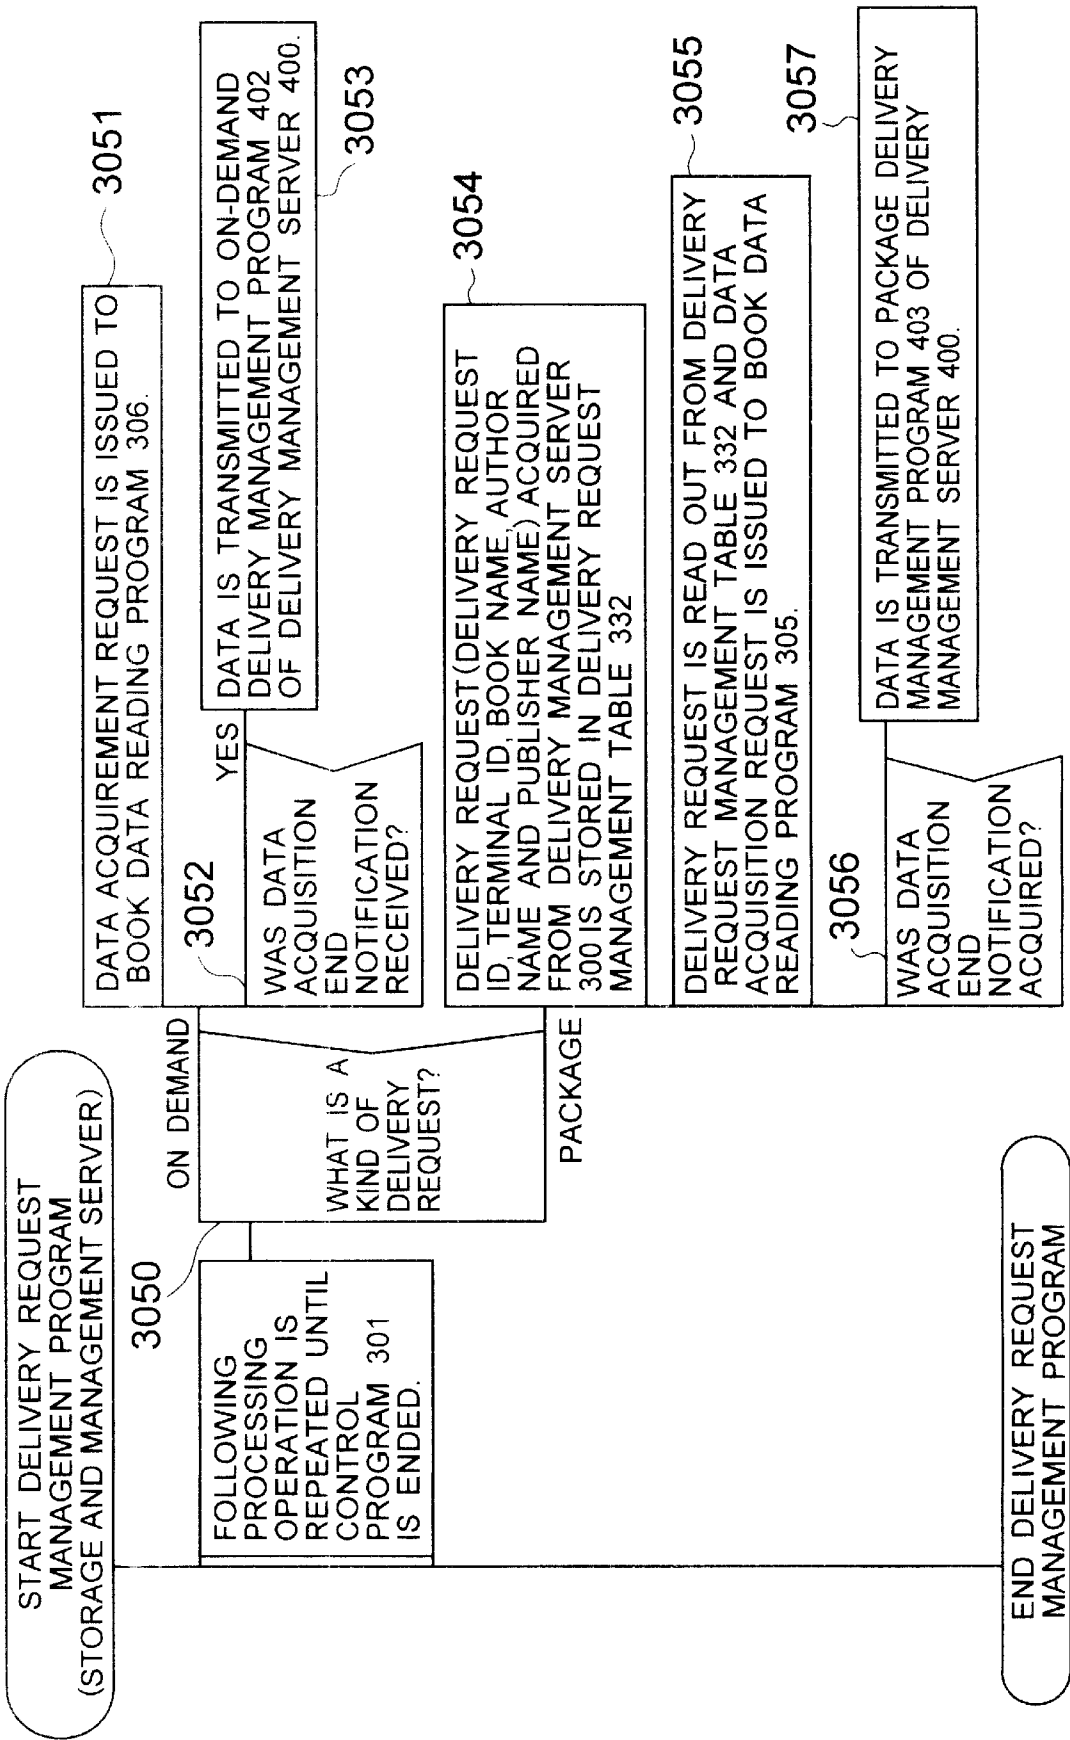 START DELIVERY REQUEST
MANAGEMENT PROGRAM
(STORAGE AND MANAGEMENT SERVER)
FOLLOWING
PROCESSING
OPERATION IS
REPEATED UNTIL
CONTROL
PROGRAM 301
IS ENDED.
3050
WHAT IS A
KIND OF
DELIVERY
REQUEST?
ON DEMAND
3051
DATA ACQUIREMENT REQUEST IS ISSUED TO
BOOK DATA READING PROGRAM 306.
3052
WAS DATA
ACQUISITION
END
NOTIFICATION
RECEIVED?
YES
DATA IS TRANSMITTED TO ON-DEMAND
DELIVERY MANAGEMENT PROGRAM 402
OF DELIVERY MANAGEMENT SERVER 400.
3053
PACKAGE
3054
DELIVERY REQUEST (DELIVERY REQUEST
ID, TERMINAL ID, BOOK NAME, AUTHOR
NAME AND PUBLISHER NAME) ACQUIRED
FROM DELIVERY MANAGEMENT SERVER
300 IS STORED IN DELIVERY REQUEST
MANAGEMENT TABLE 332
3055
DELIVERY REQUEST IS READ OUT FROM DELIVERY
REQUEST MANAGEMENT TABLE 332 AND DATA
ACQUISITION REQUEST IS ISSUED TO BOOK DATA
READING PROGRAM 305.
3056
WAS DATA
ACQUISITION
END
NOTIFICATION
ACQUIRED?
3057
DATA IS TRANSMITTED TO PACKAGE DELIVERY
MANAGEMENT PROGRAM 403 OF DELIVERY
MANAGEMENT SERVER 400.
END DELIVERY REQUEST
MANAGEMENT PROGRAM